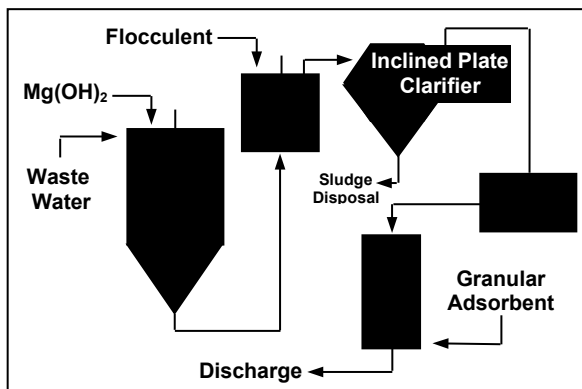 Flocculent
Mg(OH)₂
Waste
Water
Inclined Plate
Clarifier
Sludge
Disposal
Granular
Adsorbent
Discharge